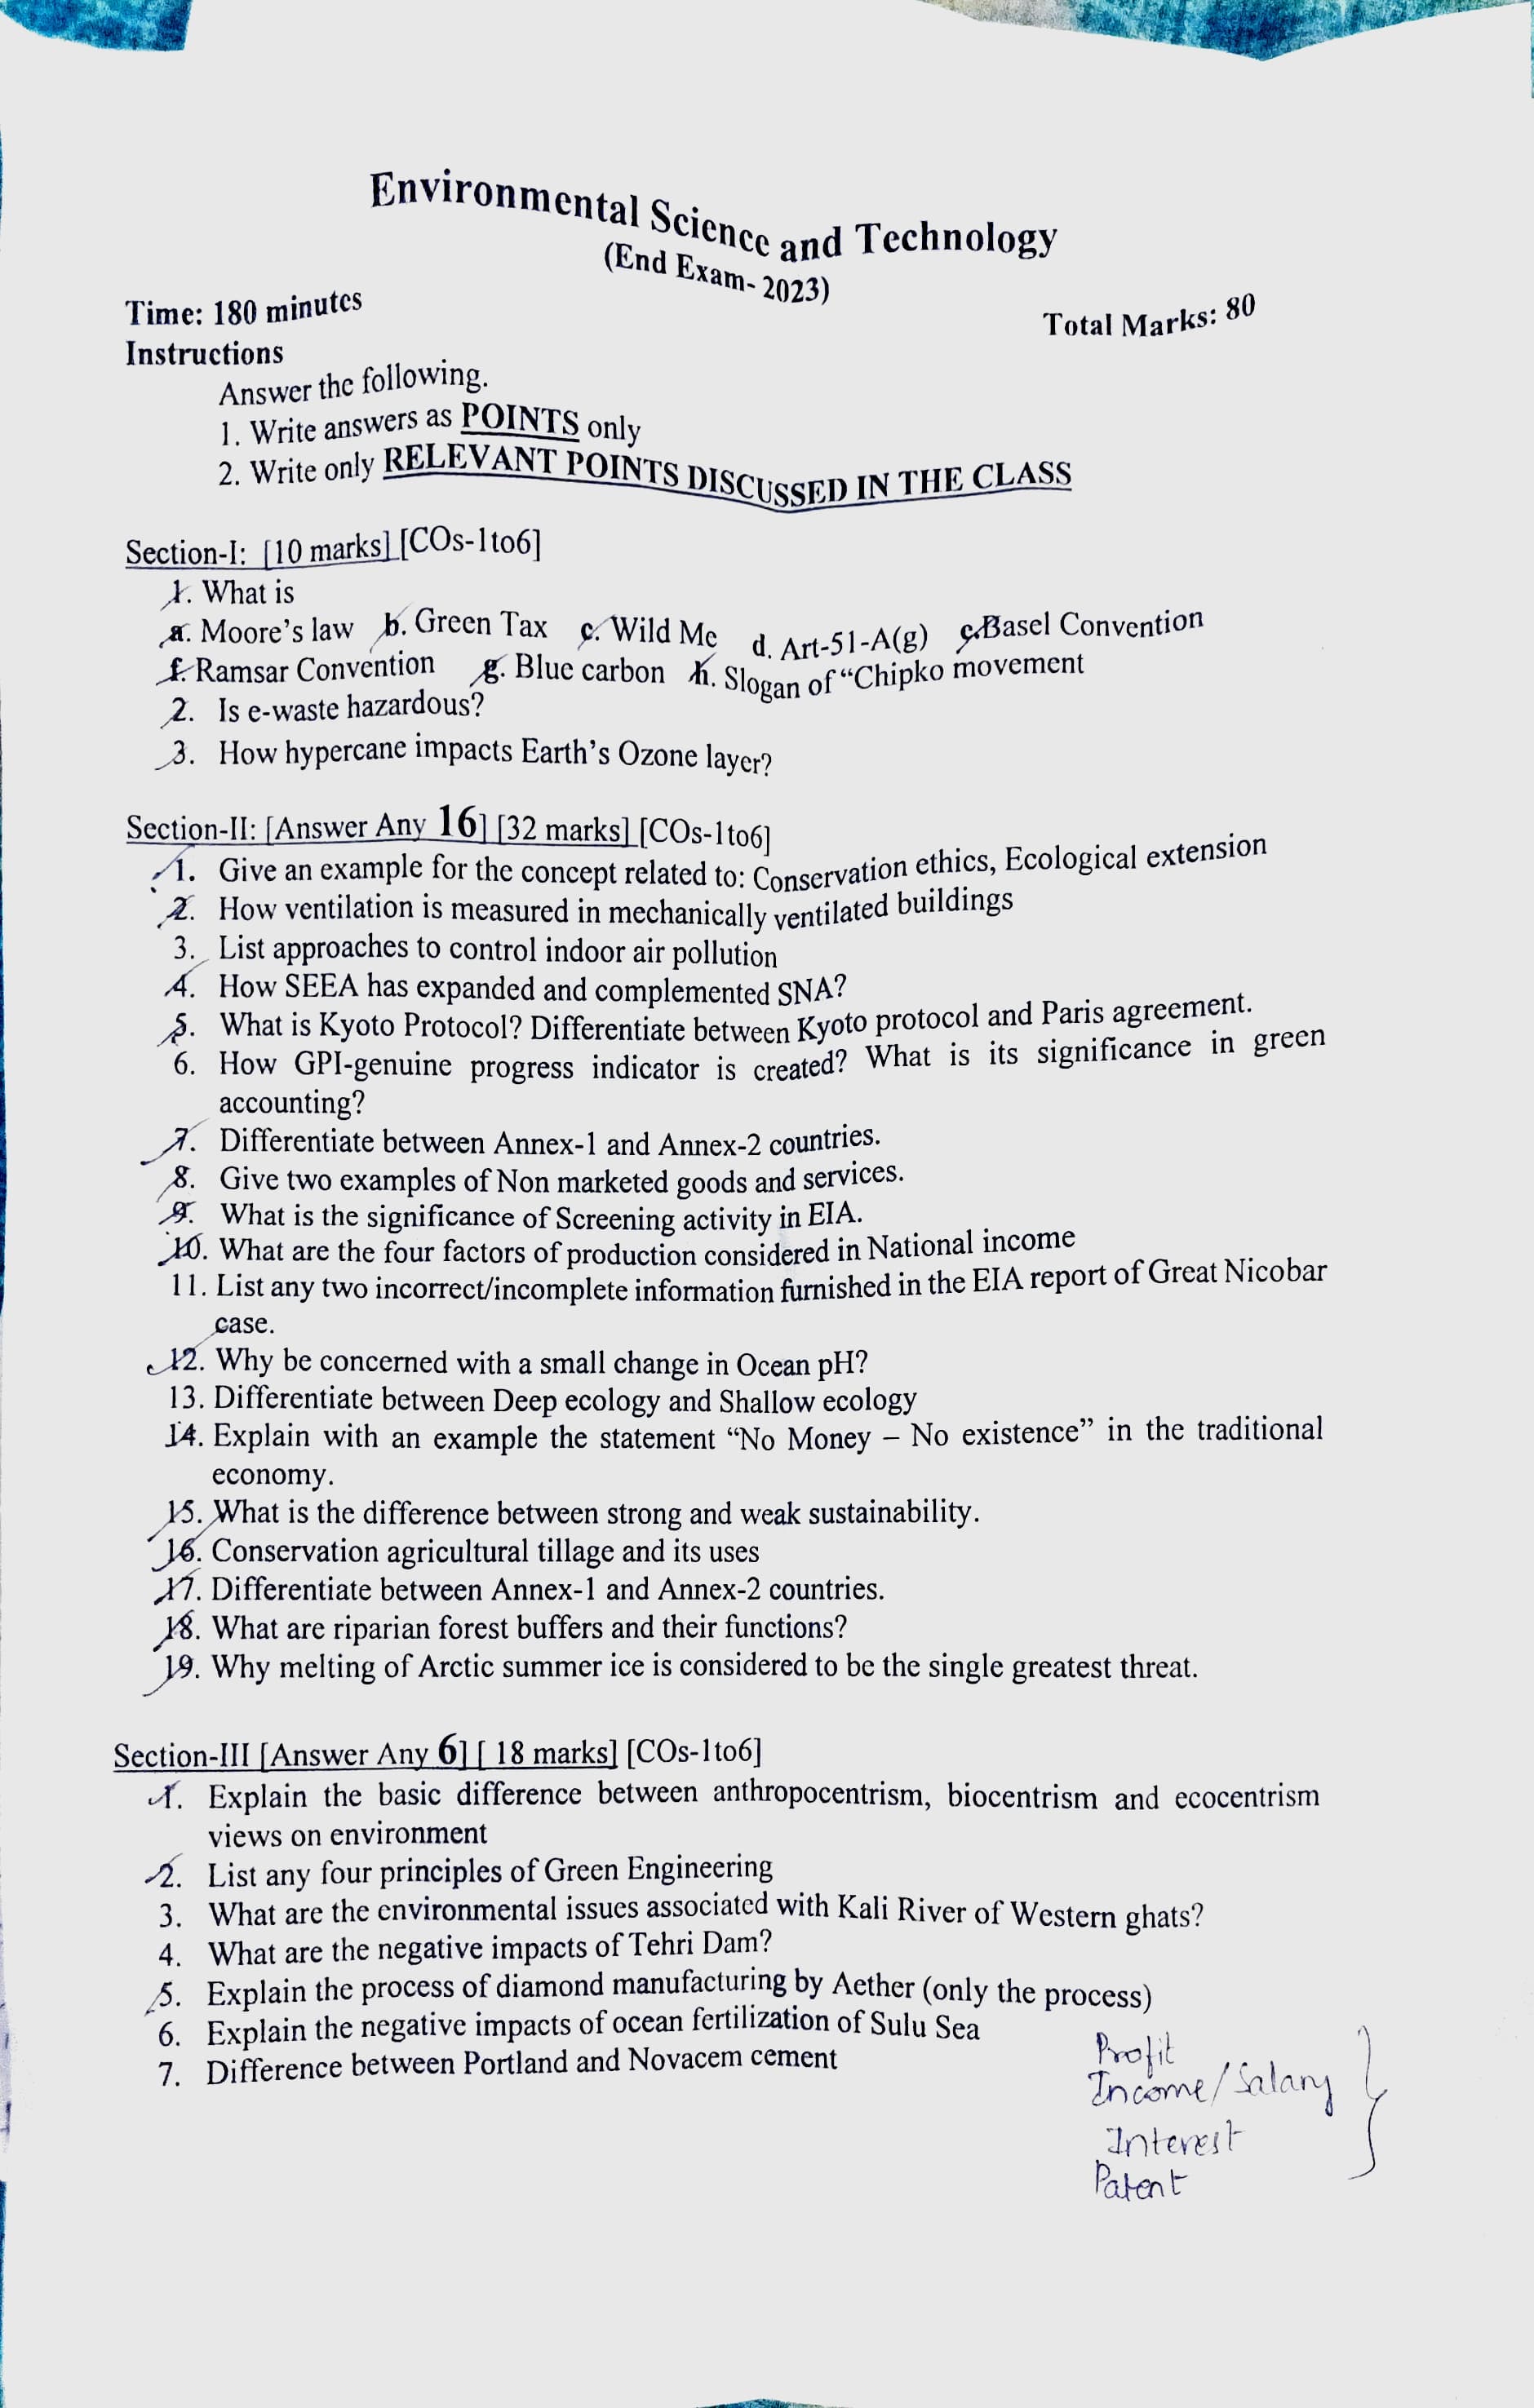 Environmental Science and Technology
(End Exam- 2023)
Time: 180 minutes
Total Marks: 80
Instructions
Answer the following.
1. Write answers as POINTS only
2. Write only RELEVANT POINTS DISCUSSED IN THE CLASS
Section-I: [10 marks] [COs-1to6]
1. What is
a. Moore's law b. Green Tax c. Wild Me d. Art-51-A(g) e. Basel Convention
f. Ramsar Convention g. Blue carbon h. Slogan of “Chipko movement
2. Is e-waste hazardous?
3. How hypercane impacts Earth's Ozone layer?
Section-II: [Answer Any 16] [32 marks] [COs-1to6]
1. Give an example for the concept related to: Conservation ethics, Ecological extension
2. How ventilation is measured in mechanically ventilated buildings
3. List approaches to control indoor air pollution
4. How SEEA has expanded and complemented SNA?
5. What is Kyoto Protocol? Differentiate between Kyoto protocol and Paris agreement.
6. How GPI-genuine progress indicator is created? What is its significance in green
accounting?
7. Differentiate between Annex-1 and Annex-2 countries.
8. Give two examples of Non marketed goods and services.
9. What is the significance of Screening activity in EIA.
10. What are the four factors of production considered in National income
11. List any two incorrect/incomplete information furnished in the EIA report of Great Nicobar
case.
12. Why be concerned with a small change in Ocean pH?
13. Differentiate between Deep ecology and Shallow ecology
14. Explain with an example the statement “No Money – No existence” in the traditional
economy.
15. What is the difference between strong and weak sustainability.
16. Conservation agricultural tillage and its uses
17. Differentiate between Annex-1 and Annex-2 countries.
18. What are riparian forest buffers and their functions?
19. Why melting of Arctic summer ice is considered to be the single greatest threat.
Section-III [Answer Any 6] [ 18 marks] [COs-1to6]
1. Explain the basic difference between anthropocentrism, biocentrism and ecocentrism
views on environment
2. List any four principles of Green Engineering
3. What are the environmental issues associated with Kali River of Western ghats?
4. What are the negative impacts of Tehri Dam?
5. Explain the process of diamond manufacturing by Aether (only the process)
6. Explain the negative impacts of ocean fertilization of Sulu Sea
7. Difference between Portland and Novacem cement
Profit
Income/Salary
Interest
Patent